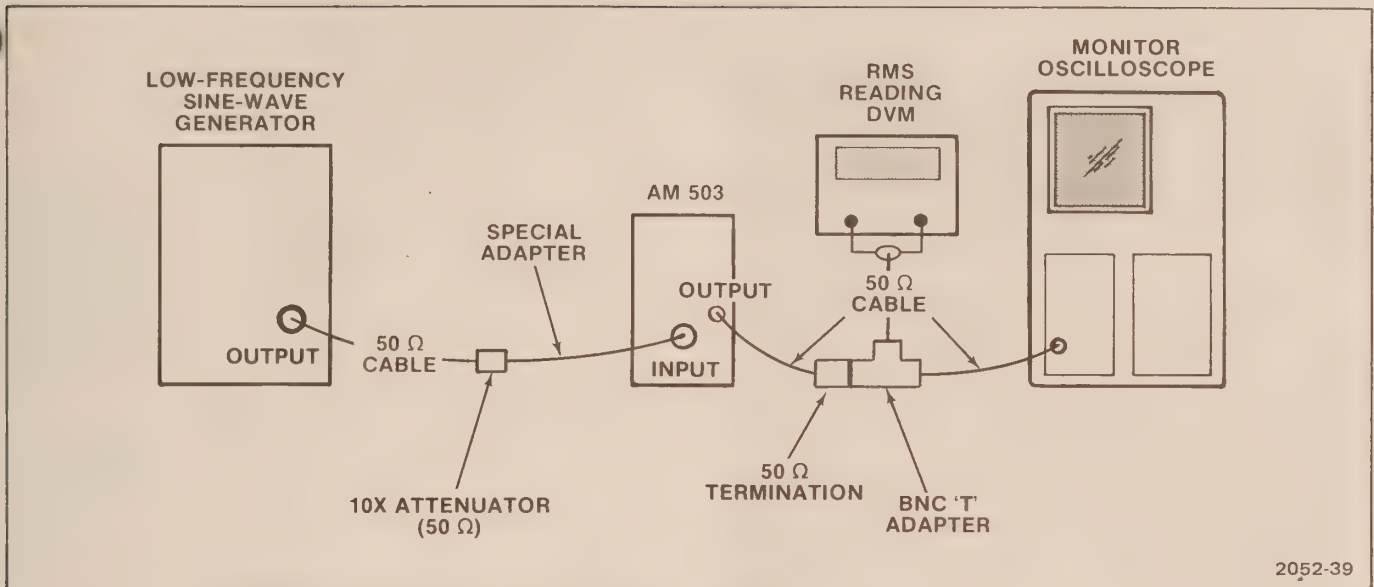 LOW-FREQUENCY
SINE-WAVE
GENERATOR
OUTPUT
50 Ω
CABLE
SPECIAL
ADAPTER
10X ATTENUATOR
(50 Ω)
AM 503
OUTPUT
INPUT
RMS
READING
DVM
50 Ω
CABLE
50 Ω
TERMINATION
BNC 'T'
ADAPTER
MONITOR
OSCILLOSCOPE
2052-39